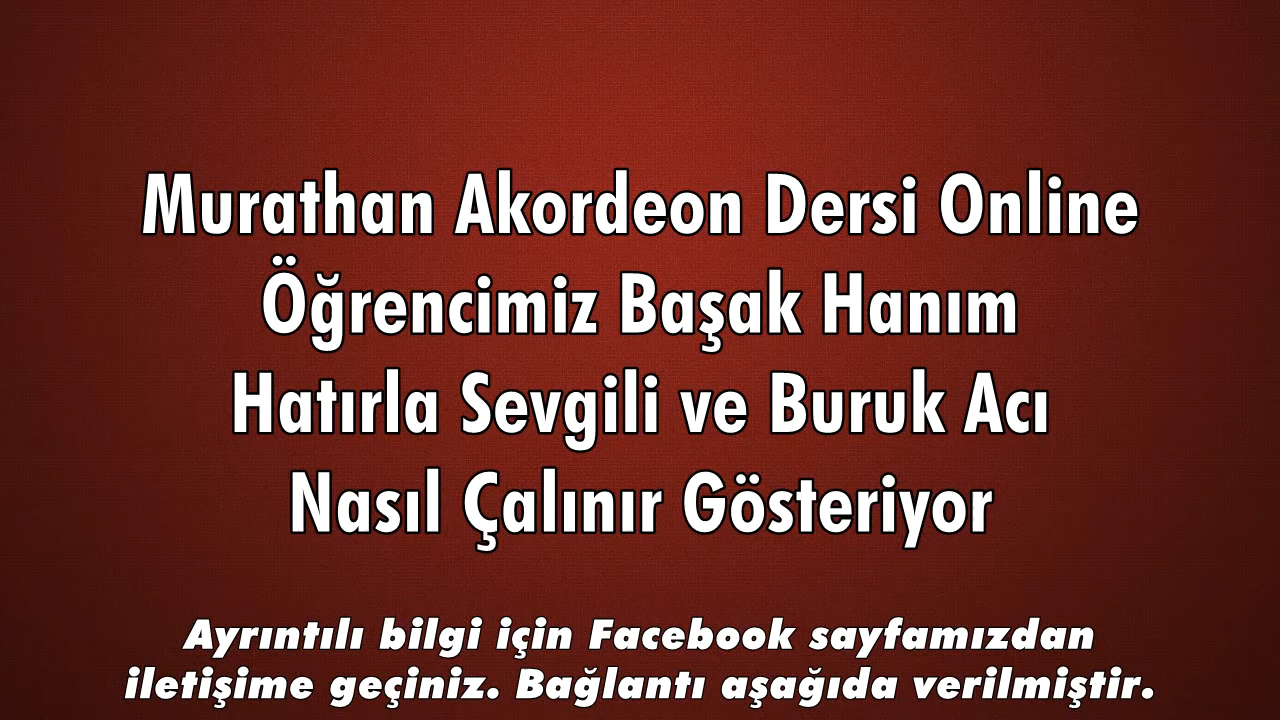 Murathan Akordeon Dersi Online
Öğrencimiz Başak Hanım
Hatırla Sevgili ve Buruk Acı
Nasıl Çalınır Gösteriyor
Ayrıntılı bilgi için Facebook sayfamızdan
iletişime geçiniz. Bağlantı aşağıda verilmiştir.